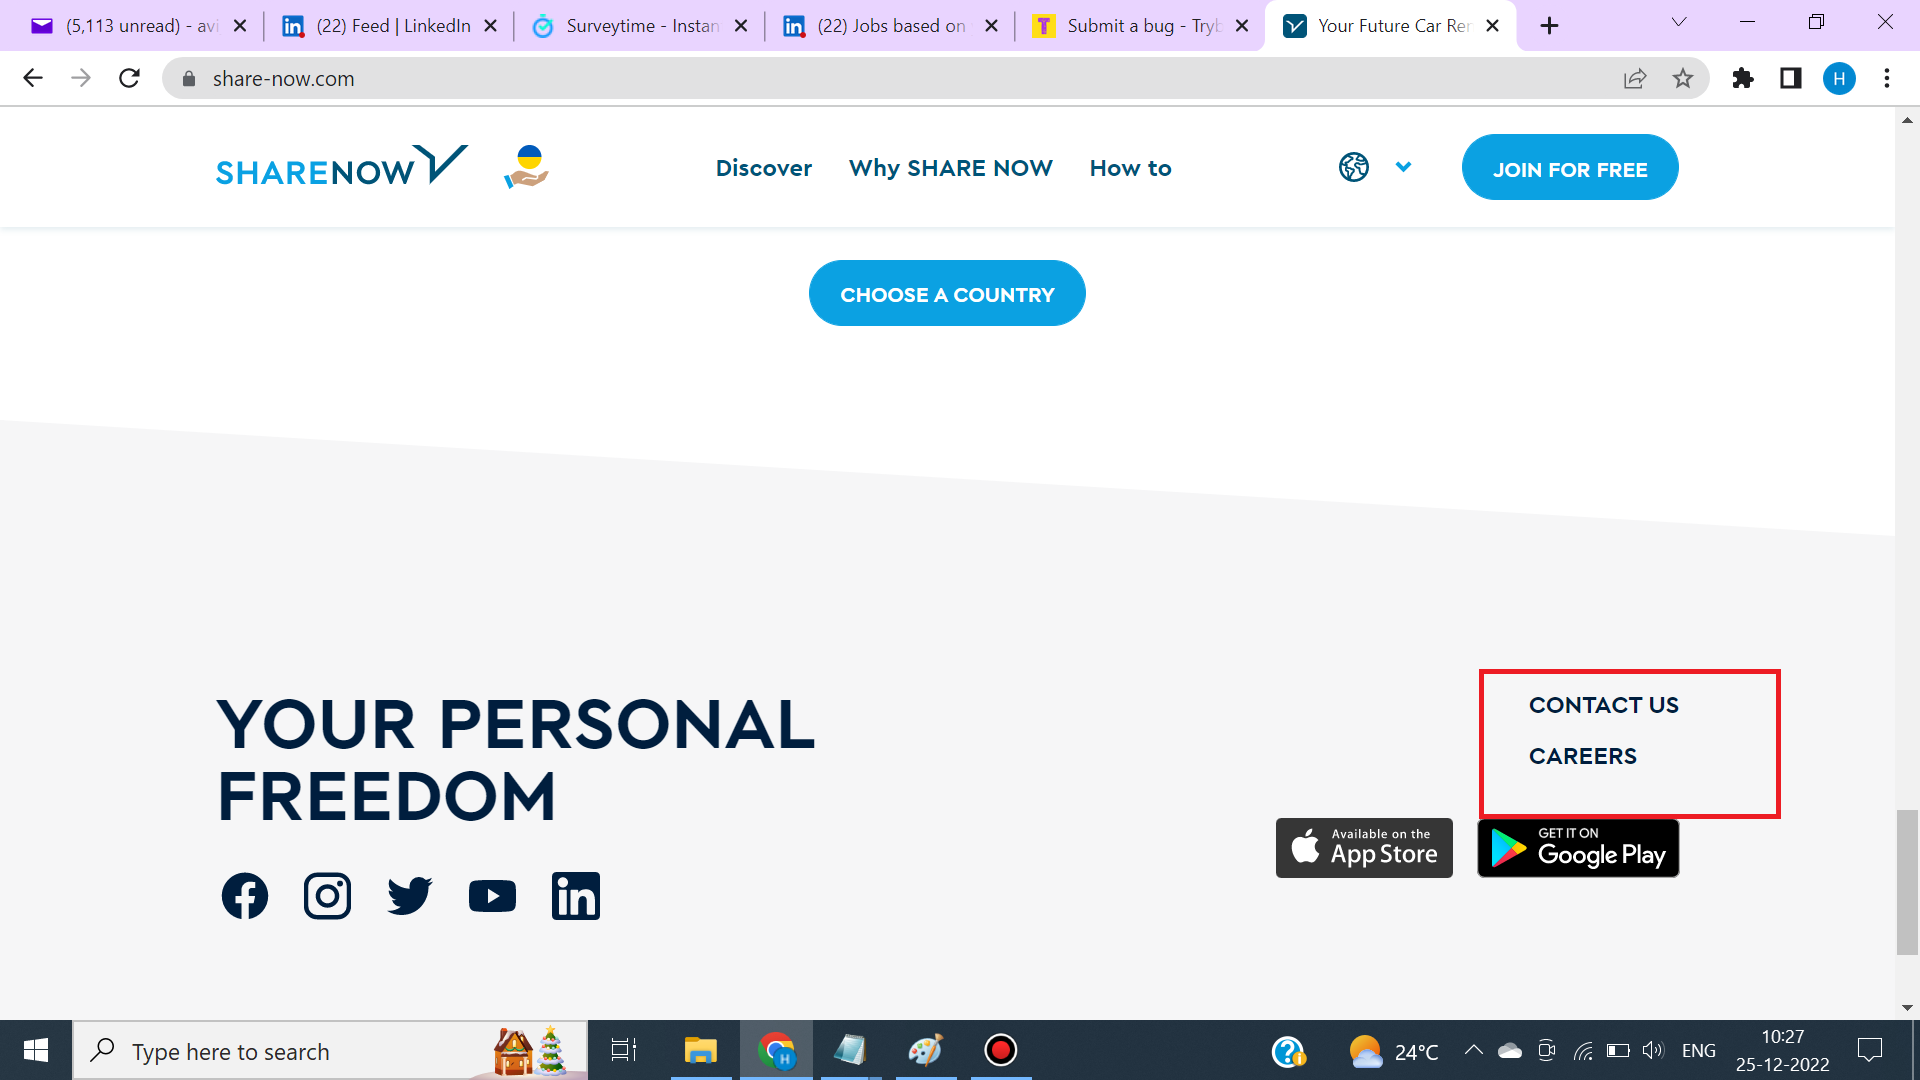 (5,113 unread) - avi
(22) Feed | LinkedIn
Surveytime - Instan
(22) Jobs based on
Submit a bug - Tryb
Your Future Car Ren
H
share-now.com
SHARENOW
Discover
Why SHARE NOW
How to
JOIN FOR FREE
CHOOSE A COUNTRY
YOUR PERSONAL
FREEDOM
CONTACT US
CAREERS
Available on the
App Store
GET IT ON
Google Play
Type here to search
24°C
ENG
10:27
25-12-2022